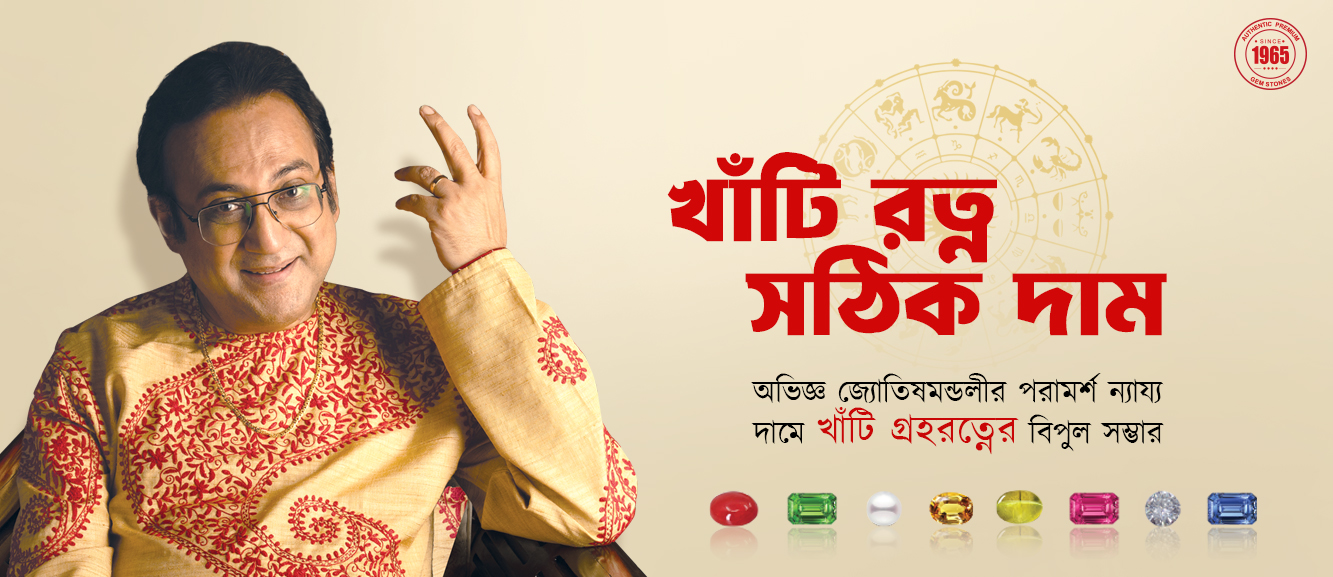 AUTHENTIC PREMIUM
SINCE
1965
GEM STONES
খাঁটি রত্ন
সঠিক দাম
অভিজ্ঞ জ্যোতিষমন্ডলীর পরামর্শ ন্যায্য
দামে খাঁটি গ্রহরত্নের বিপুল সম্ভার